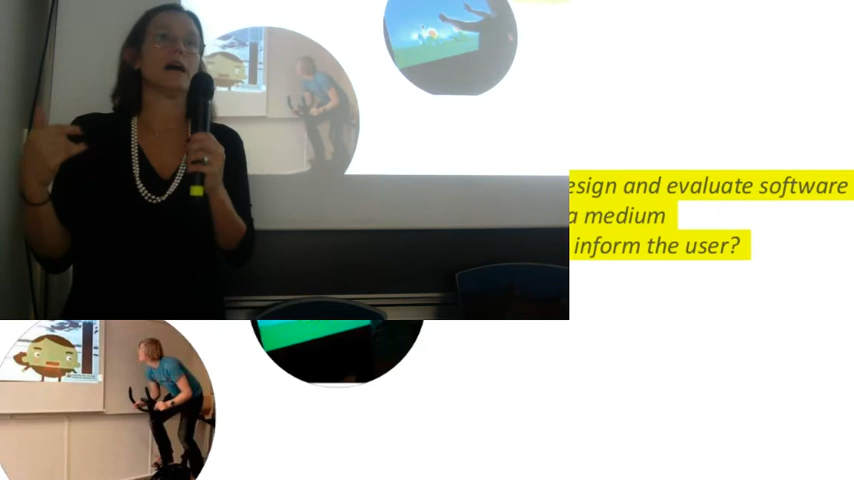 esign and evaluate software
a medium
inform the user?